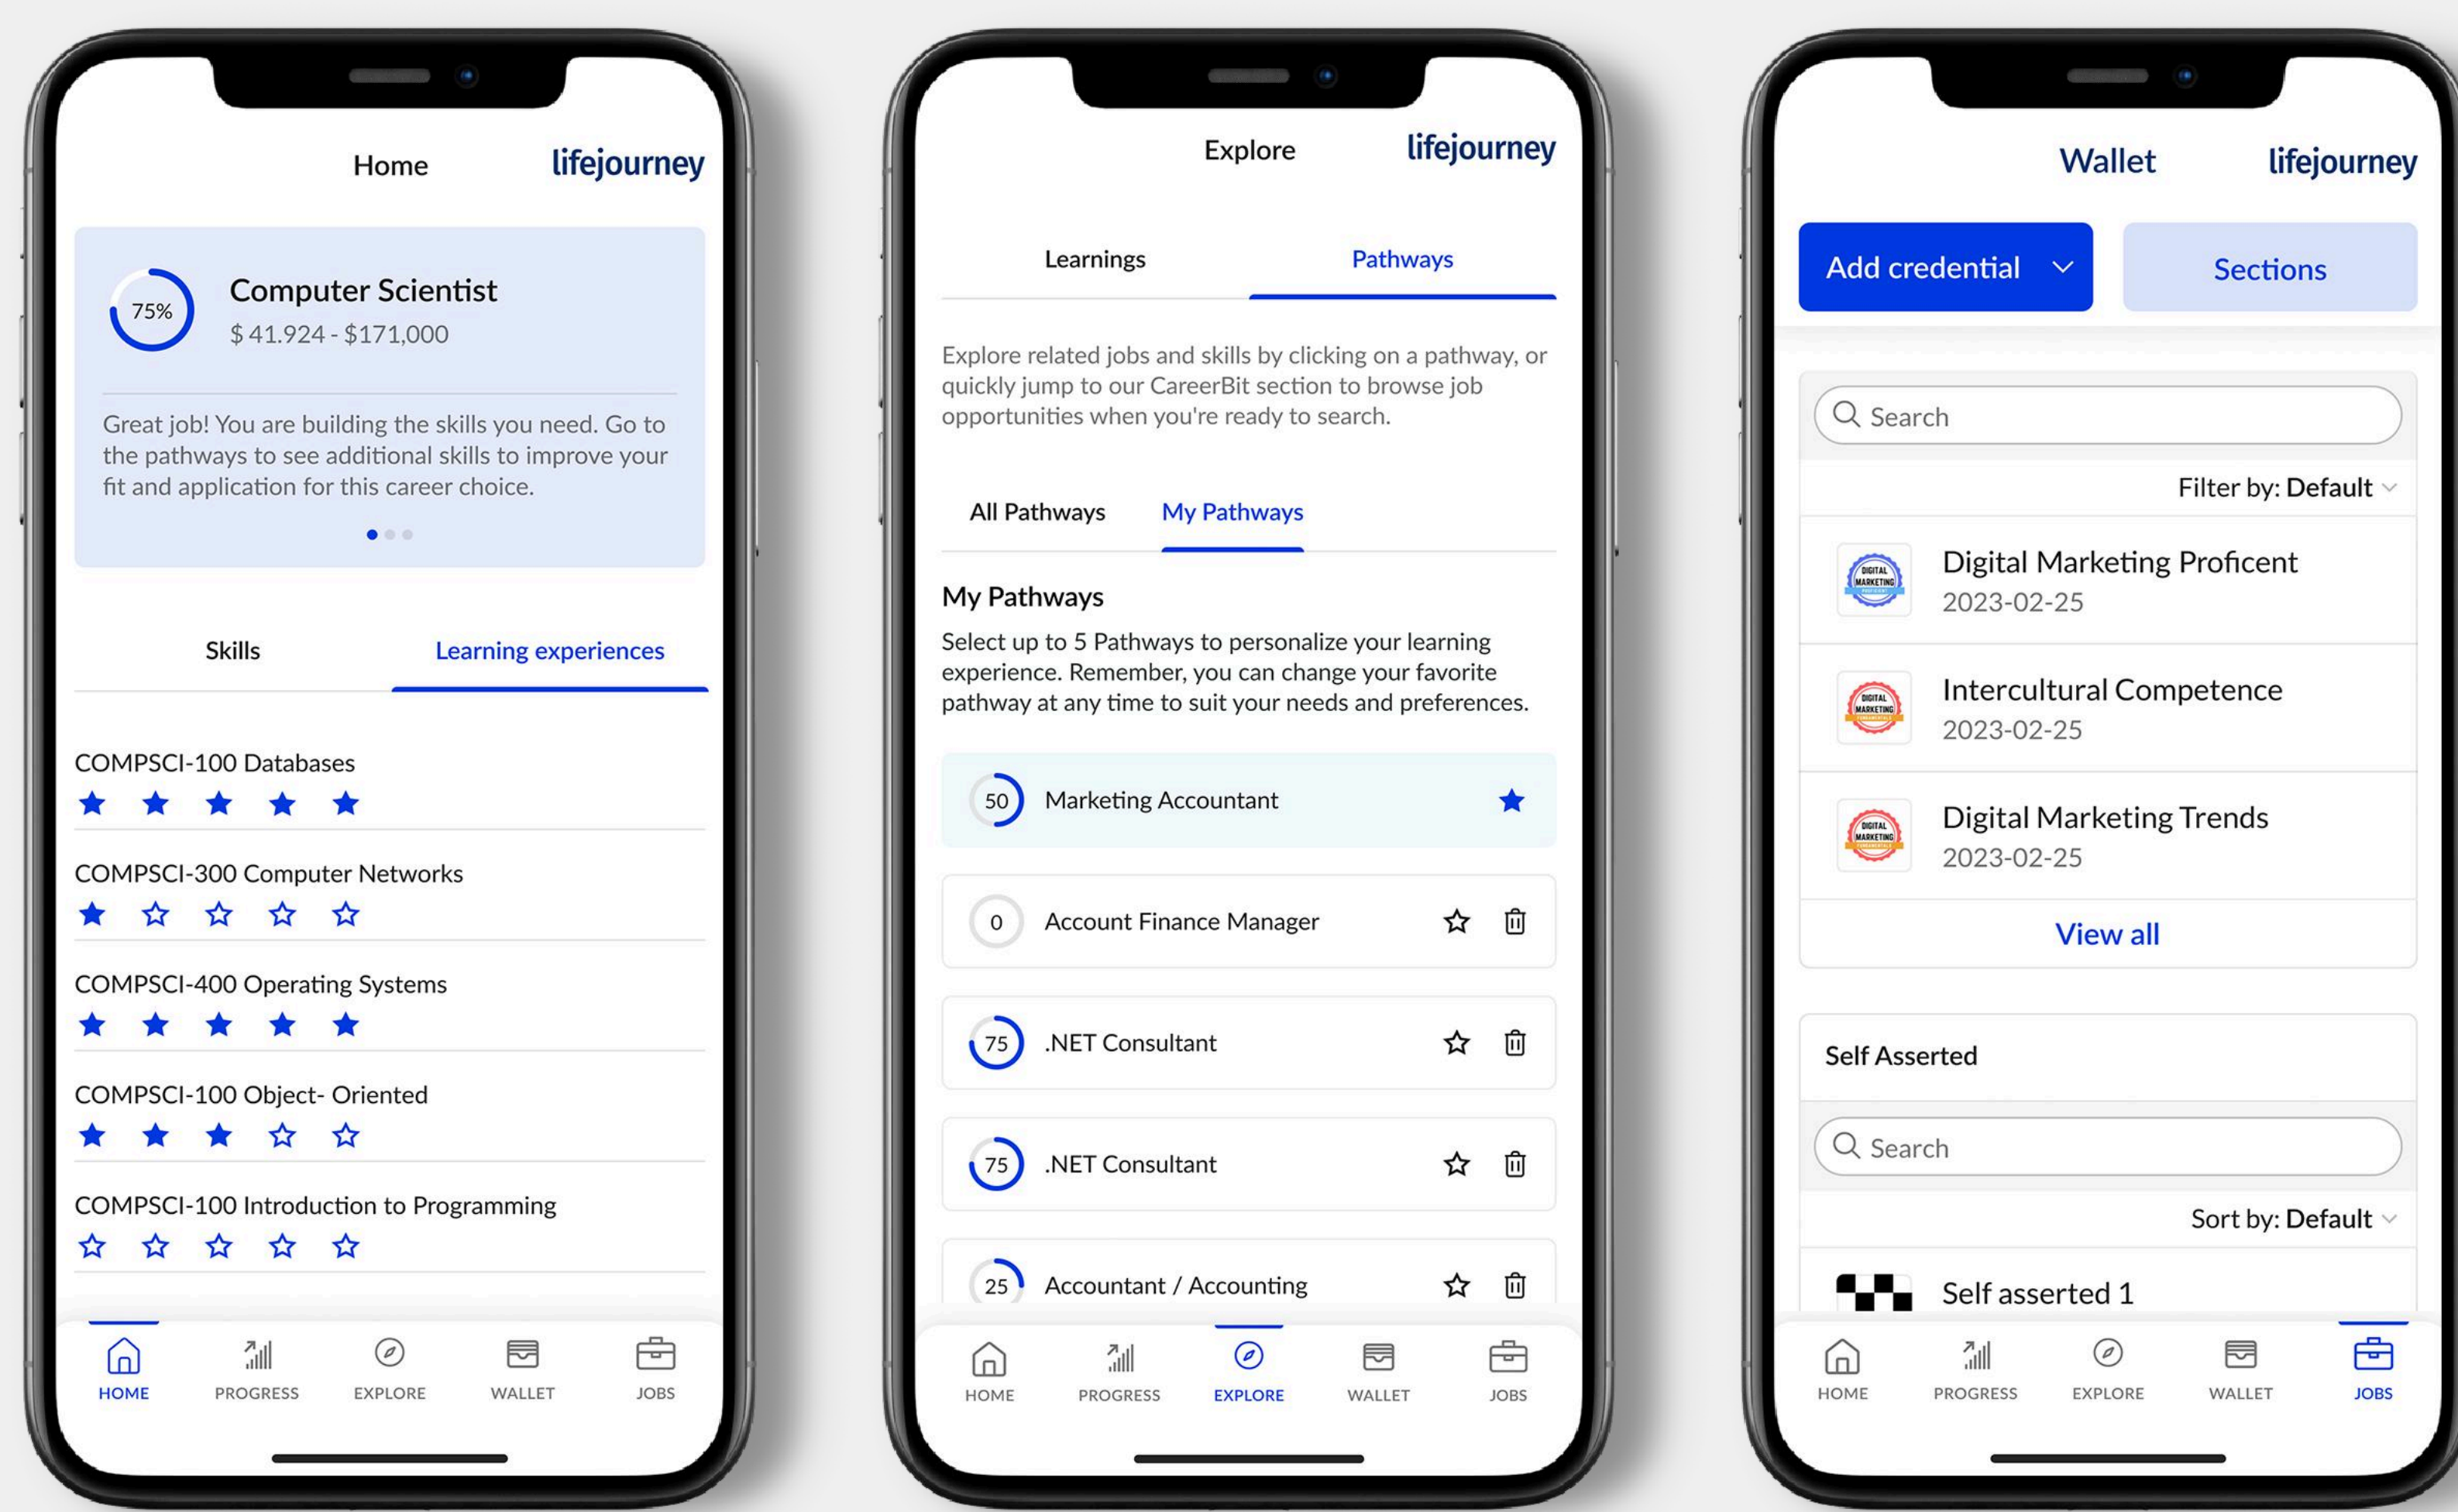 Home
lifejourney
75%
Computer Scientist
$ 41.924 - $171,000
Great job! You are building the skills you need. Go to
the pathways to see additional skills to improve your
fit and application for this career choice.
Skills
Learning experiences
COMPSCI-100 Databases
COMPSCI-300 Computer Networks
COMPSCI-400 Operating Systems
COMPSCI-100 Object- Oriented
COMPSCI-100 Introduction to Programming
HOME
PROGRESS
EXPLORE
WALLET
JOBS
Explore
lifejourney
Learnings
Pathways
Explore related jobs and skills by clicking on a pathway, or
quickly jump to our CareerBit section to browse job
opportunities when you're ready to search.
All Pathways
My Pathways
My Pathways
Select up to 5 Pathways to personalize your learning
experience. Remember, you can change your favorite
pathway at any time to suit your needs and preferences.
50
Marketing Accountant
0
Account Finance Manager
75
.NET Consultant
75
.NET Consultant
25
Accountant / Accounting
HOME
PROGRESS
EXPLORE
WALLET
JOBS
Wallet
lifejourney
Add credential
Sections
Search
Filter by: Default
DIGITAL
MARKETING
PROFICIENT
Digital Marketing Proficent
2023-02-25
DIGITAL
MARKETING
FUNDAMENTALS
Intercultural Competence
2023-02-25
DIGITAL
MARKETING
FUNDAMENTALS
Digital Marketing Trends
2023-02-25
View all
Self Asserted
Search
Sort by: Default
Self asserted 1
HOME
PROGRESS
EXPLORE
WALLET
JOBS